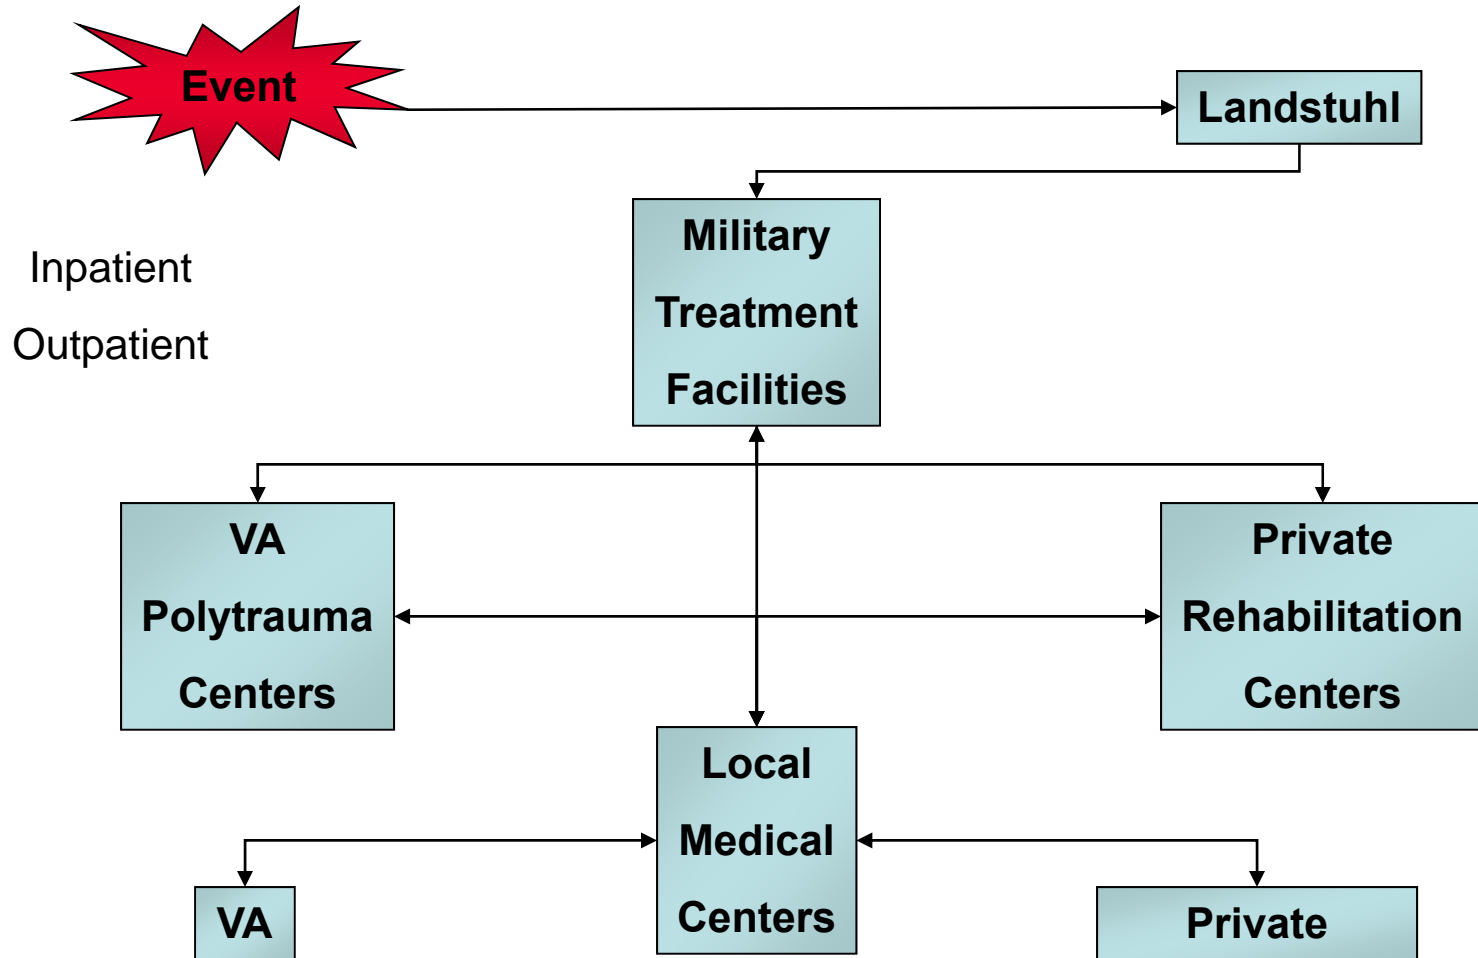 Event
Landstuhl
Military
Treatment
Facilities
Inpatient
Outpatient
VA
Polytrauma
Centers
Private
Rehabilitation
Centers
Local
Medical
Centers
VA
Private